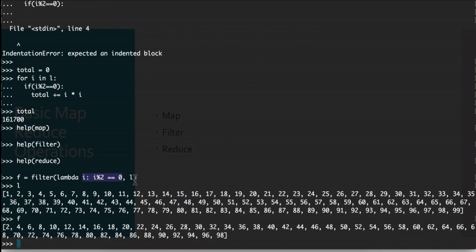 ... if(i%2==0):
...
File "<stdin>", line 4
^
IndentationError: expected an indented block
>>>
>>> total = 0
>>> for i in l:
... if(i%2==0):
... total += i * i
...
>>> total
161700
>>> help(map)
>>> help(filter)
>>> help(reduce)
>>> f = filter(lambda i: i%2 == 0, l)
>>> l
[1, 2, 3, 4, 5, 6, 7, 8, 9, 10, 11, 12, 13, 14, 15, 16, 17, 18, 19, 20, 21, 22, 23, 24, 25, 26, 27, 28, 29, 30, 31, 32, 33, 34, 35
, 36, 37, 38, 39, 40, 41, 42, 43, 44, 45, 46, 47, 48, 49, 50, 51, 52, 53, 54, 55, 56, 57, 58, 59, 60, 61, 62, 63, 64, 65, 66, 67,
68, 69, 70, 71, 72, 73, 74, 75, 76, 77, 78, 79, 80, 81, 82, 83, 84, 85, 86, 87, 88, 89, 90, 91, 92, 93, 94, 95, 96, 97, 98, 99]
>>> f
[2, 4, 6, 8, 10, 12, 14, 16, 18, 20, 22, 24, 26, 28, 30, 32, 34, 36, 38, 40, 42, 44, 46, 48, 50, 52, 54, 56, 58, 60, 62, 64, 66, 6
8, 70, 72, 74, 76, 78, 80, 82, 84, 86, 88, 90, 92, 94, 96, 98]
>>>
Basic Map
Reduce
Operations
• Map
• Filter
• Reduce